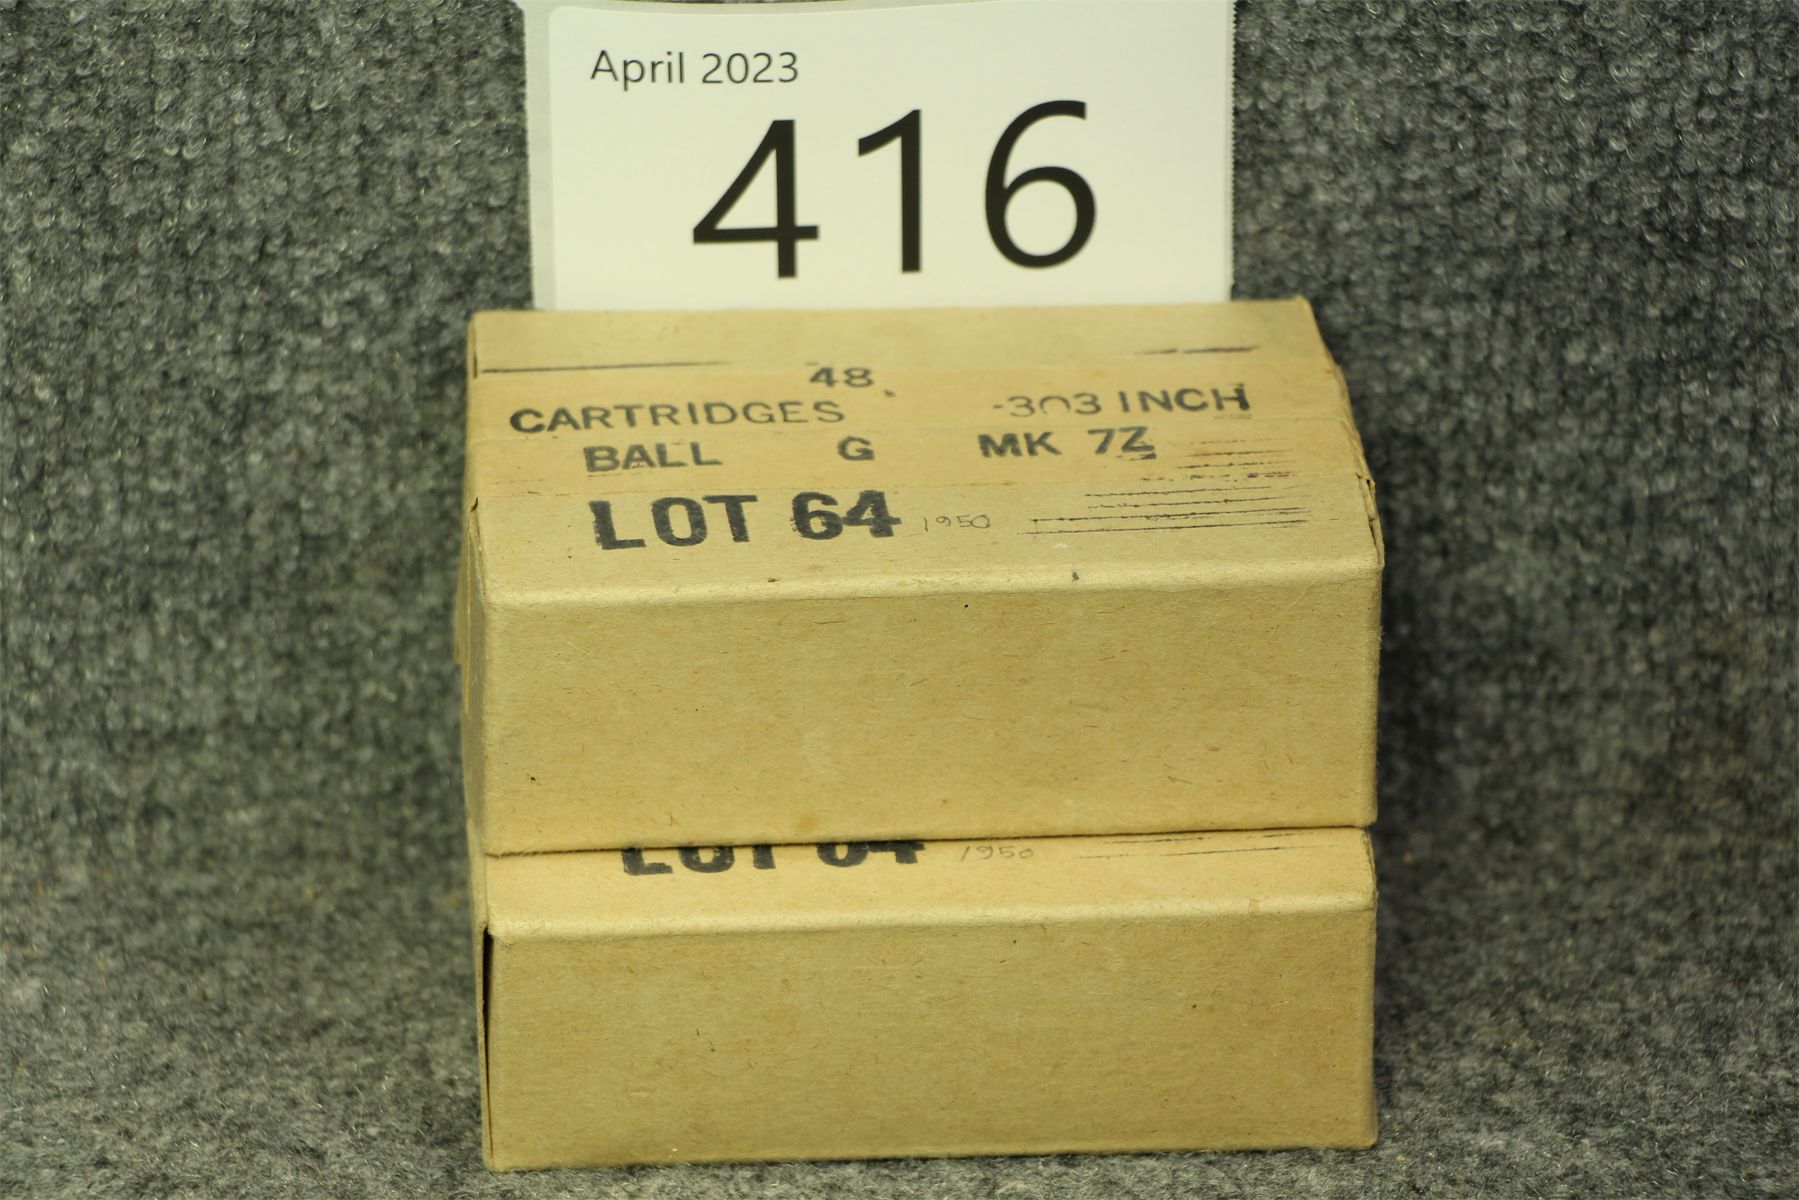 April 2023
416
48
CARTRIDGES .303 INCH
BALL G MK 7Z
LOT 64 1950
LOT 64 1950